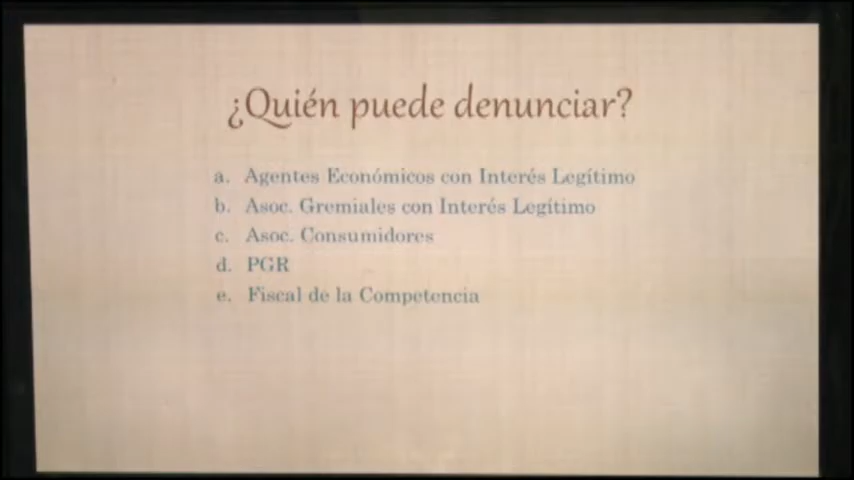 ¿Quién puede denunciar?
a. Agentes Económicos con Interés Legítimo
b. Asoc. Gremiales con Interés Legítimo
c. Asoc. Consumidores
d. PGR
e. Fiscal de la Competencia